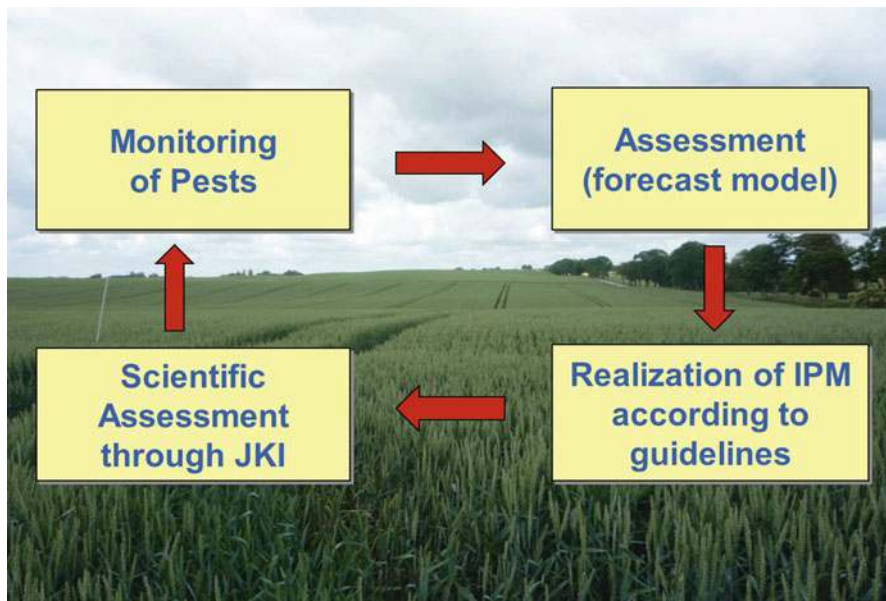 Monitoring
of Pests
Assessment
(forecast model)
Realization of IPM
according to
guidelines
Scientific
Assessment
through JKI